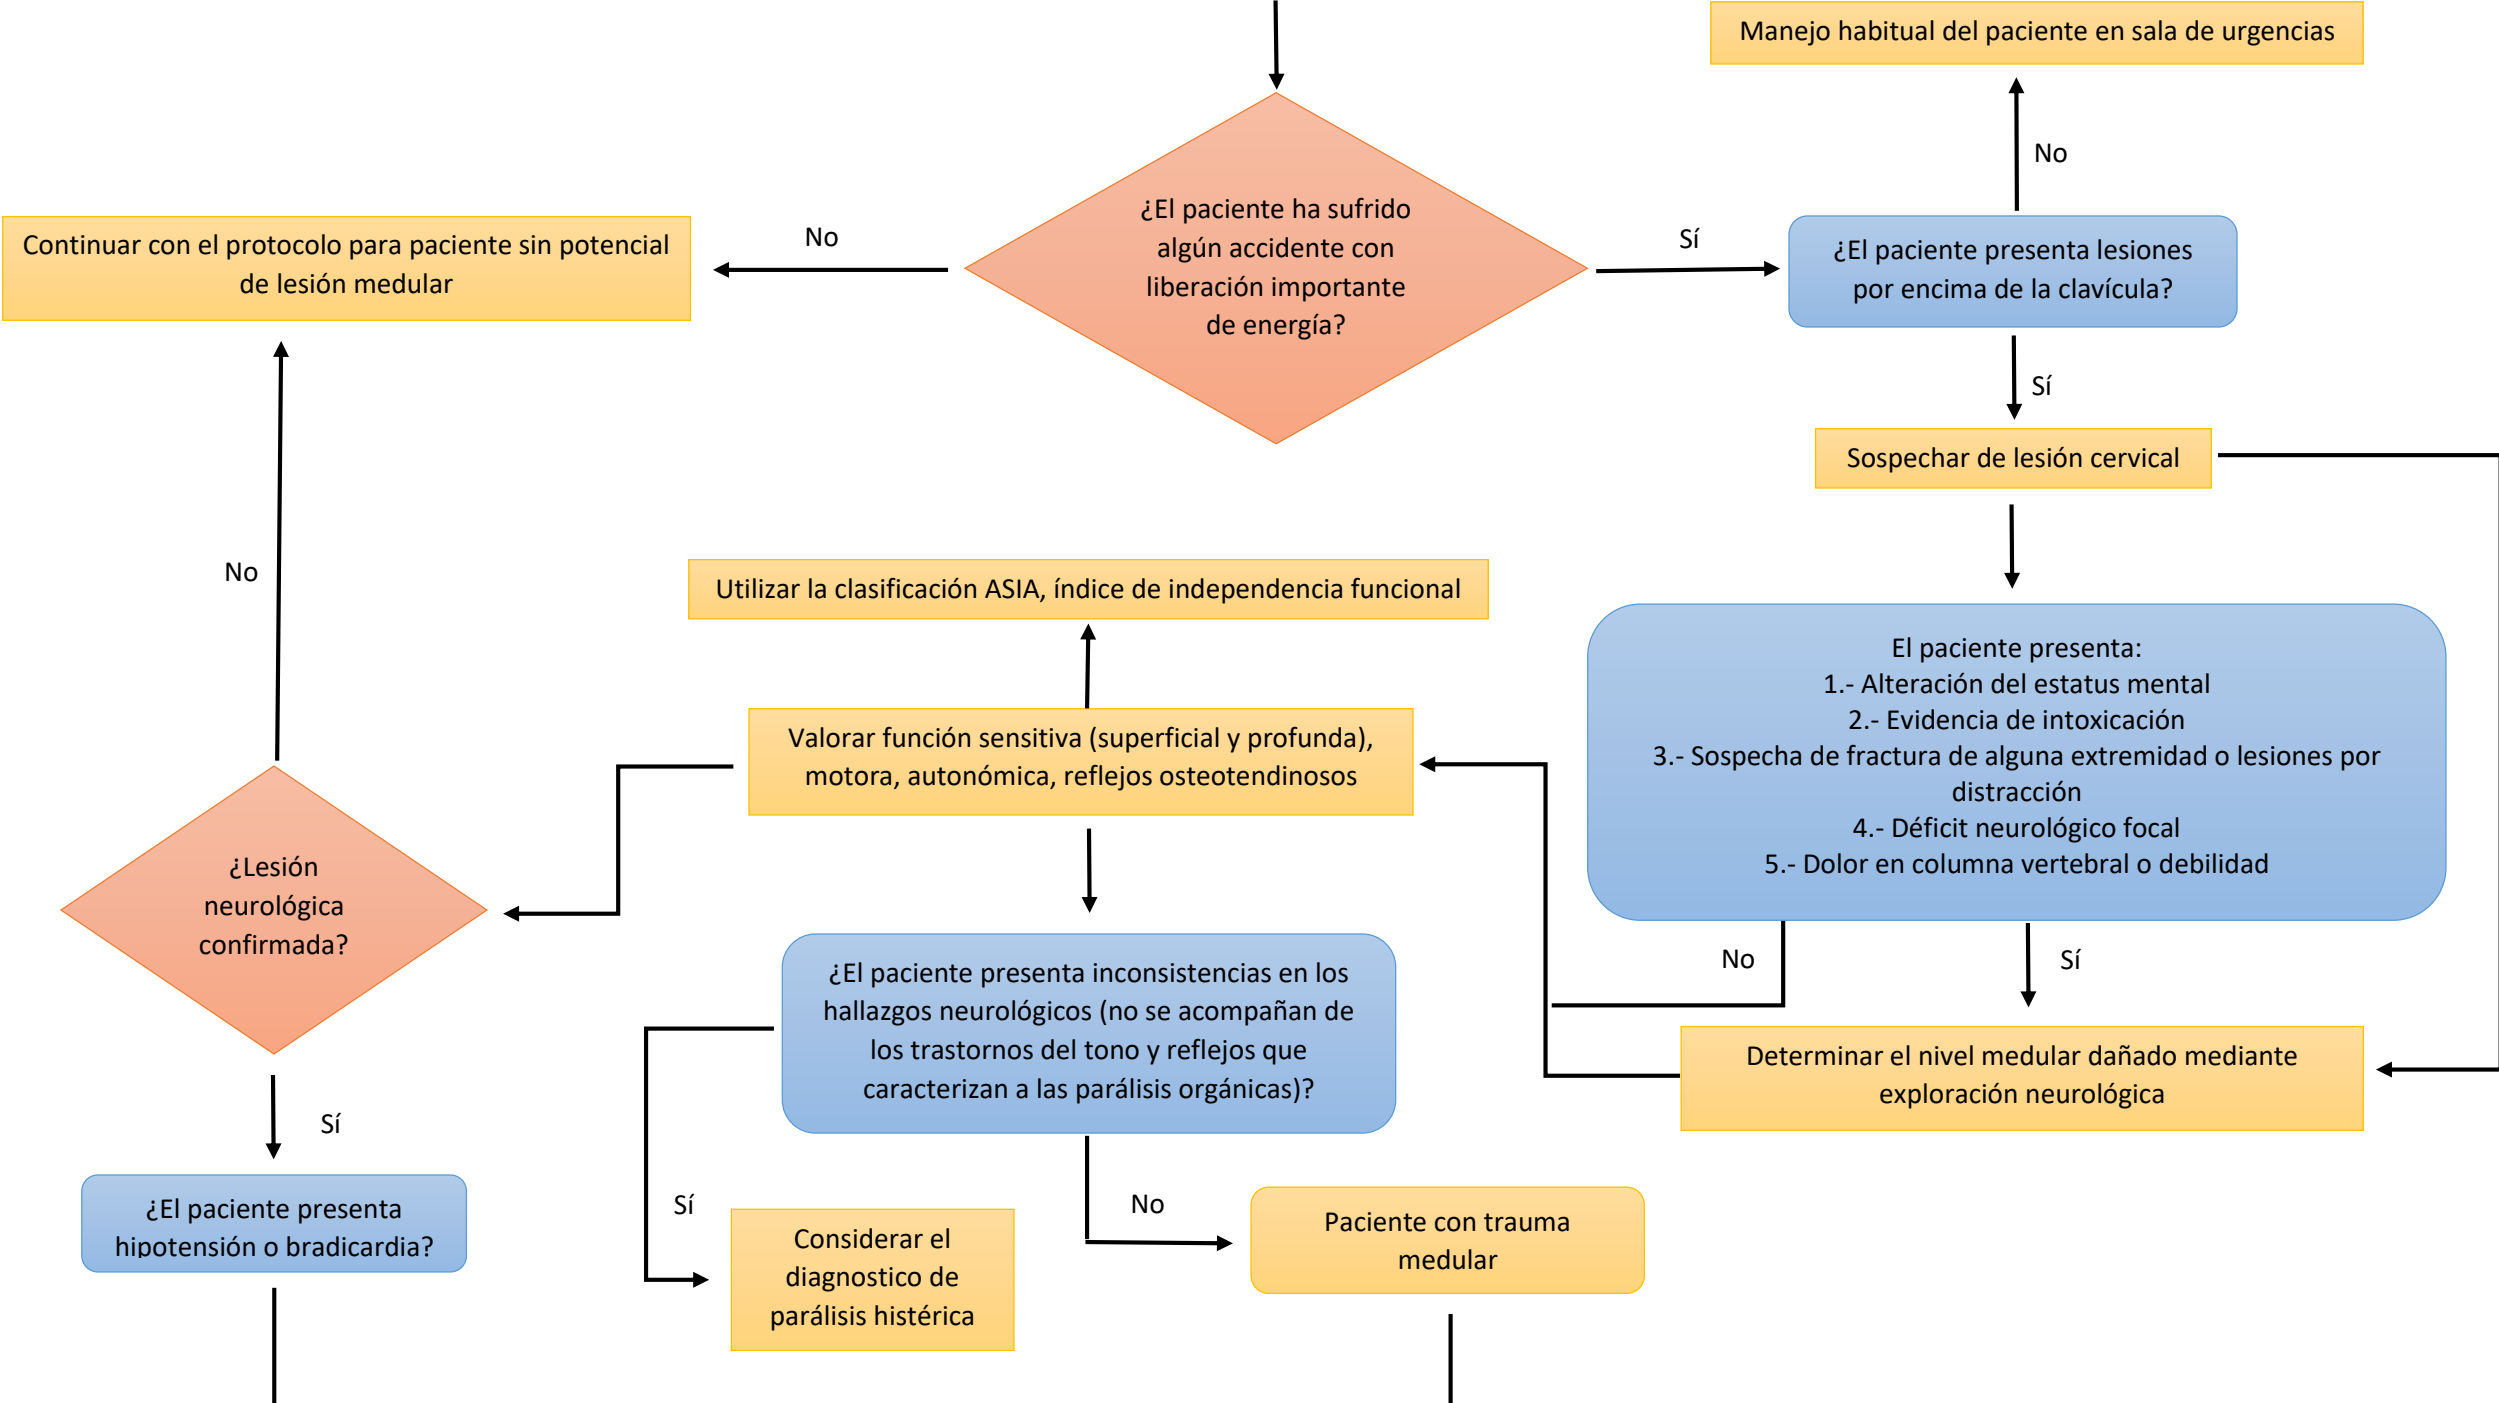 Manejo habitual del paciente en sala de urgencias
No
¿El paciente ha sufrido
algún accidente con
liberación importante
de energía?
No
Sí
Continuar con el protocolo para paciente sin potencial
de lesión medular
¿El paciente presenta lesiones
por encima de la clavícula?
Sí
Sospechar de lesión cervical
No
Utilizar la clasificación ASIA, índice de independencia funcional
El paciente presenta:
1.- Alteración del estatus mental
2.- Evidencia de intoxicación
3.- Sospecha de fractura de alguna extremidad o lesiones por
distracción
4.- Déficit neurológico focal
5.- Dolor en columna vertebral o debilidad
Valorar función sensitiva (superficial y profunda),
motora, autonómica, reflejos osteotendinosos
¿Lesión
neurológica
confirmada?
No
Sí
¿El paciente presenta inconsistencias en los
hallazgos neurológicos (no se acompañan de
los trastornos del tono y reflejos que
caracterizan a las parálisis orgánicas)?
Determinar el nivel medular dañado mediante
exploración neurológica
Sí
¿El paciente presenta
hipotensión o bradicardia?
Sí
No
Considerar el
diagnostico de
parálisis histérica
Paciente con trauma
medular